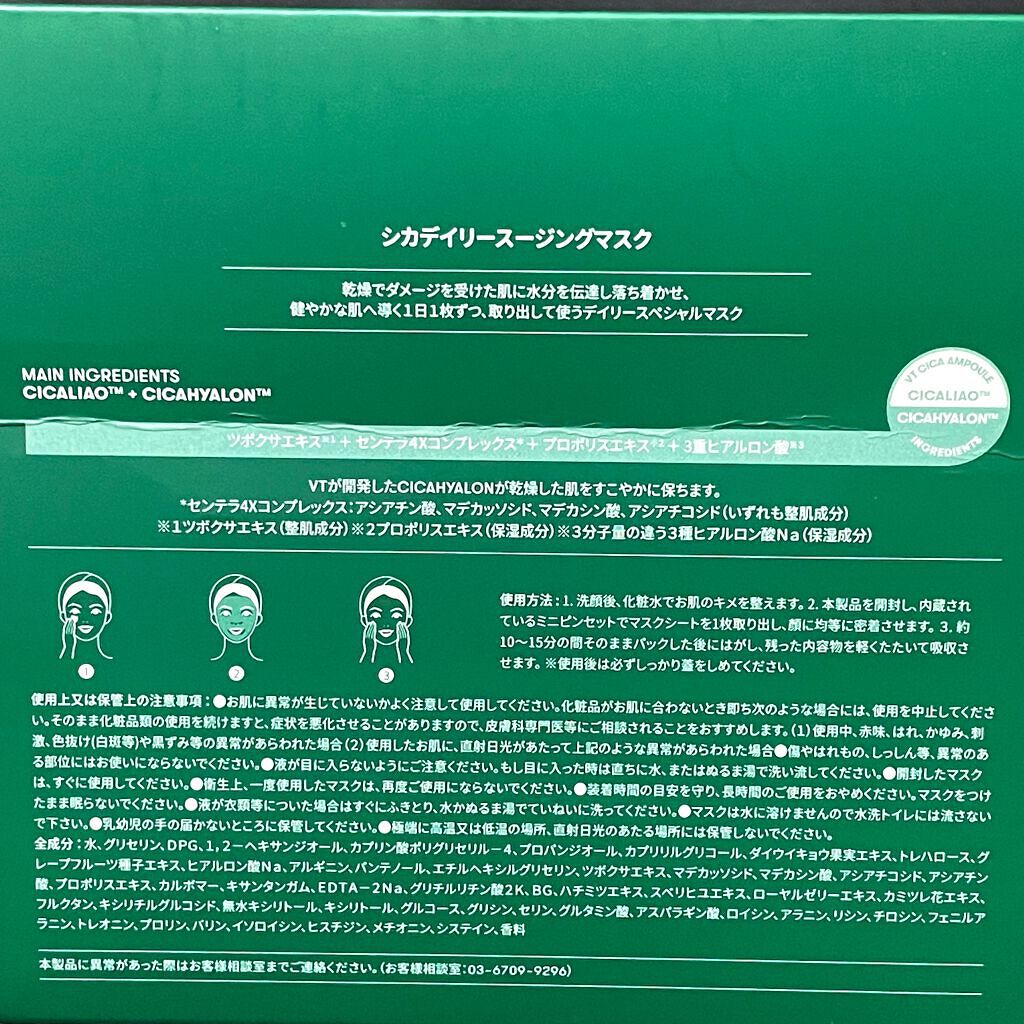 シカデイリースージングマスク
乾燥でダメージを受けた肌に水分を伝達し落ち着かせ、
健やかな肌へ導く1日1枚ずつ、取り出して使うデイリースペシャルマスク
MAIN INGREDIENTS
CICALIAO™ + CICAHYALON™
VT CICA AMPOULE
CICALIAO™
CICAHYALON™
INGREDIENTS
ツボクサエキス※1 + センテラ4Xコンプレックス* + プロポリスエキス※2 + 3重ヒアルロン酸※3
VTが開発したCICAHYALONが乾燥した肌をすこやかに保ちます。
*センテラ4Xコンプレックス：アシアチン酸、マデカッソシド、マデカシン酸、アシアチコシド（いずれも整肌成分）
※1ツボクサエキス（整肌成分）※2プロポリスエキス（保湿成分）※3分子量の違う3種ヒアルロン酸Na（保湿成分）
1
2
3
使用方法 : 1. 洗顔後、化粧水でお肌のキメを整えます。2. 本製品を開封し、内蔵され
ているミニピンセットでマスクシートを1枚取り出し、顔に均等に密着させます。3. 約
10～15分の間そのままパックした後にはがし、残った内容物を軽くたたいて吸収さ
せます。※使用後は必ずしっかり蓋をしめてください。
使用上又は保管上の注意事項：●お肌に異常が生じていないかよく注意して使用してください。化粧品がお肌に合わないとき即ち次のような場合には、使用を中止してくださ
い。そのまま化粧品類の使用を続けますと、症状を悪化させることがありますので、皮膚科専門医等にご相談されることをおすすめします。（1）使用中、赤味、はれ、かゆみ、刺
激、色抜け(白斑等)や黒ずみ等の異常があらわれた場合（2）使用したお肌に、直射日光があたって上記のような異常があらわれた場合●傷やはれもの、しっしん等、異常のあ
る部位にはお使いにならないでください。●液が目に入らないようにご注意ください。もし目に入った時は直ちに水、またはぬるま湯で洗い流してください。●開封したマスク
は、すぐに使用してください。●衛生上、一度使用したマスクは、再度ご使用にならないでください。●装着時間の目安を守り、長時間のご使用をおやめください。マスクをつけ
たまま眠らないでください。●液が衣類等についた場合はすぐにふきとり、水かぬるま湯でていねいに洗ってください。●マスクは水に溶けませんので水洗トイレには流さない
で下さい。●乳幼児の手の届かないところに保管してください。●極端に高温又は低温の場所、直射日光のあたる場所には保管しないでください。
全成分：水、グリセリン、DPG、1，2－ヘキサンジオール、カプリン酸ポリグリセリル－4、プロパンジオール、カプリリルグリコール、ダイウイキョウ果実エキス、トレハロース、グ
レープフルーツ種子エキス、ヒアルロン酸Na、アルギニン、パンテノール、エチルヘキシルグリセリン、ツボクサエキス、マデカッソシド、マデカシン酸、アシアチコシド、アシアチン
酸、プロポリスエキス、カルボマー、キサンタンガム、EDTA－2Na、グリチルリチン酸2K、BG、ハチミツエキス、スベリヒユエキス、ローヤルゼリーエキス、カミツレ花エキス、
フルクタン、キシリチルグルコシド、無水キシリトール、キシリトール、グルコース、グリシン、セリン、グルタミン酸、アスパラギン酸、ロイシン、アラニン、リシン、チロシン、フェニルア
ラニン、トレオニン、プロリン、バリン、イソロイシン、ヒスチジン、メチオニン、システイン、香料
本製品に異常があった際はお客様相談室までご連絡ください。（お客様相談室：03-6709-9296）